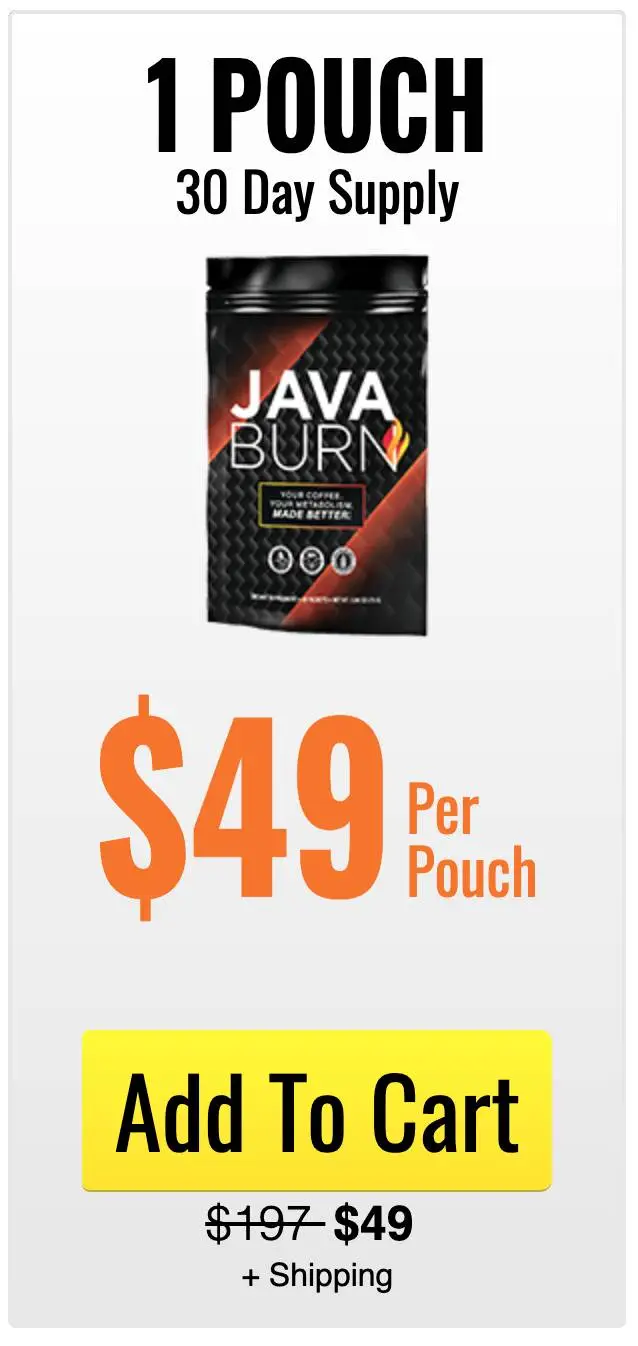 1 POUCH
30 Day Supply
JAVA
BURN
YOUR COFFEE.
YOUR METABOLISM.
MADE BETTER.
$49
Per
Pouch
Add To Cart
$197 $49
+ Shipping